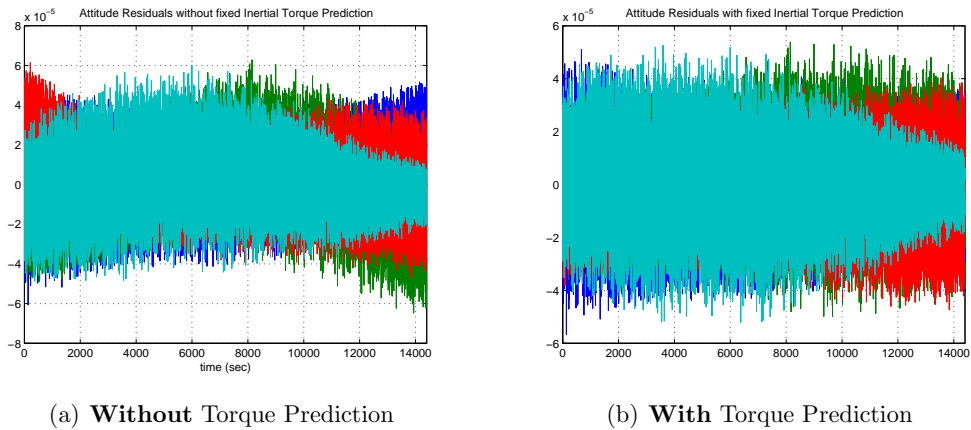 Attitude Residuals without fixed Inertial Torque Prediction
x 10⁻⁵
8
6
4
2
0
−2
−4
−6
−8
0 2000 4000 6000 8000 10000 12000 14000
time (sec)
(a) Without Torque Prediction
Attitude Residuals with fixed Inertial Torque Prediction
x 10⁻⁵
6
4
2
0
−2
−4
−6
0 2000 4000 6000 8000 10000 12000 14000
(b) With Torque Prediction